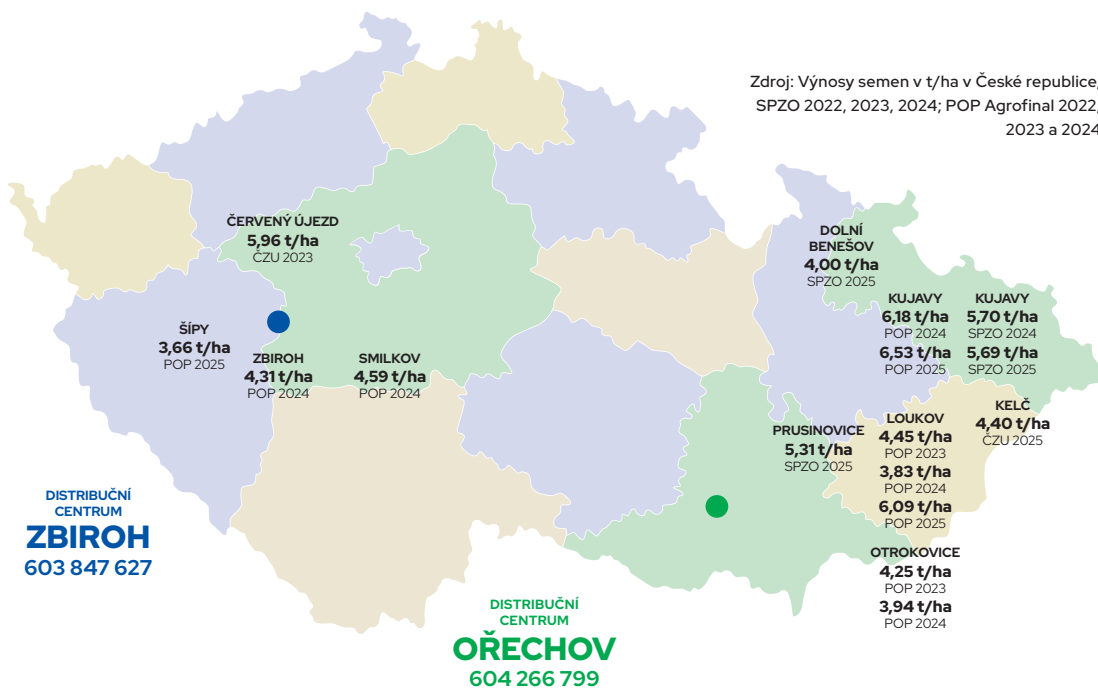 Zdroj: Výnosy semen v t/ha v České republice,
SPZO 2022, 2023, 2024; POP Agrofinal 2022,
2023 a 2024
ČERVENÝ ÚJEZD
5,96 t/ha
ČZU 2023
DOLNÍ
BENEŠOV
4,00 t/ha
SPZO 2025
KUJAVY
6,18 t/ha
POP 2024
6,53 t/ha
POP 2025
KUJAVY
5,70 t/ha
SPZO 2024
5,69 t/ha
SPZO 2025
ŠÍPY
3,66 t/ha
POP 2025
ZBIROH
4,31 t/ha
POP 2024
SMILKOV
4,59 t/ha
POP 2024
PRUSINOVICE
5,31 t/ha
SPZO 2025
LOUKOV
4,45 t/ha
POP 2023
3,83 t/ha
POP 2024
6,09 t/ha
POP 2025
KELČ
4,40 t/ha
ČZU 2025
OTROKOVICE
4,25 t/ha
POP 2023
3,94 t/ha
POP 2024
DISTRIBUČNÍ
CENTRUM
ZBIROH
603 847 627
DISTRIBUČNÍ
CENTRUM
OŘECHOV
604 266 799